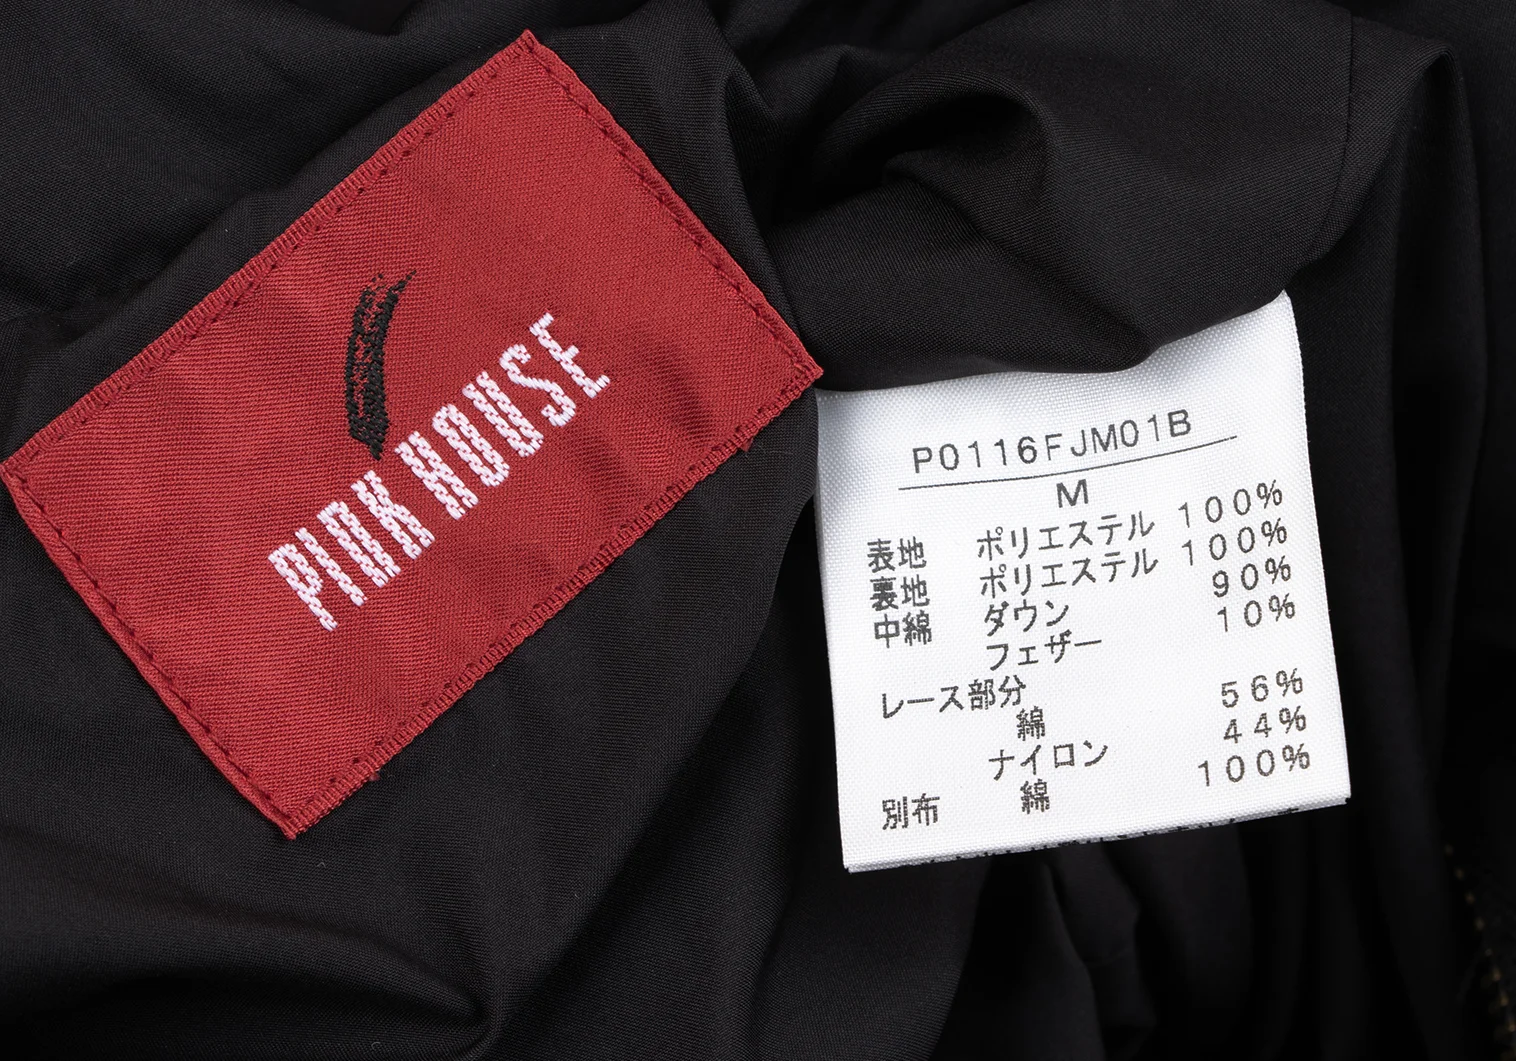 PINK HOUSE
P0116FJM01B
M
表地 ポリエステル 100%
裏地 ポリエステル 100%
中綿 ダウン 90%
フェザー 10%
レース部分
綿 56%
ナイロン 44%
別布 綿 100%